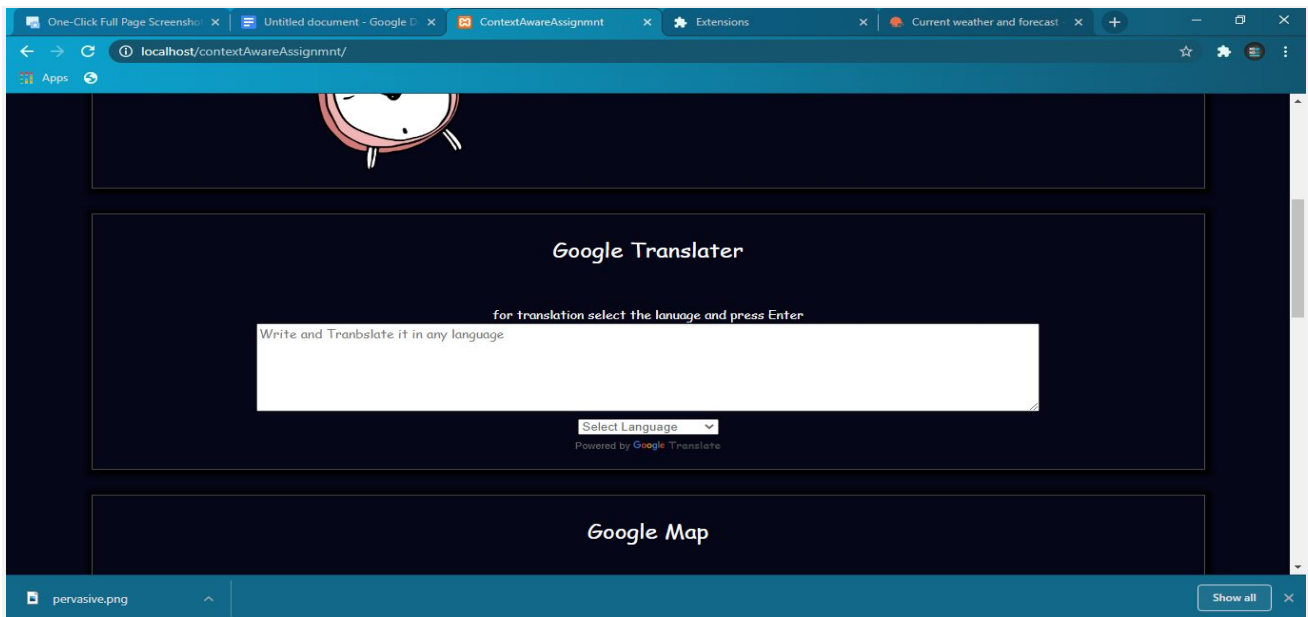 One-Click Full Page Screensho
Untitled document - Google D
ContextAwareAssignmnt
Extensions
Current weather and forecast -
localhost/contextAwareAssignmnt/
Apps
Google Translater
for translation select the lanuage and press Enter
Write and Tranbslate it in any language
Select Language
Powered by Google Translate
Google Map
pervasive.png
Show all